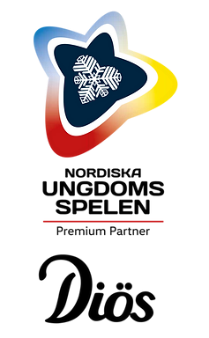 NORDISKA
UNGDOMS
SPELEN
Premium Partner
Diös